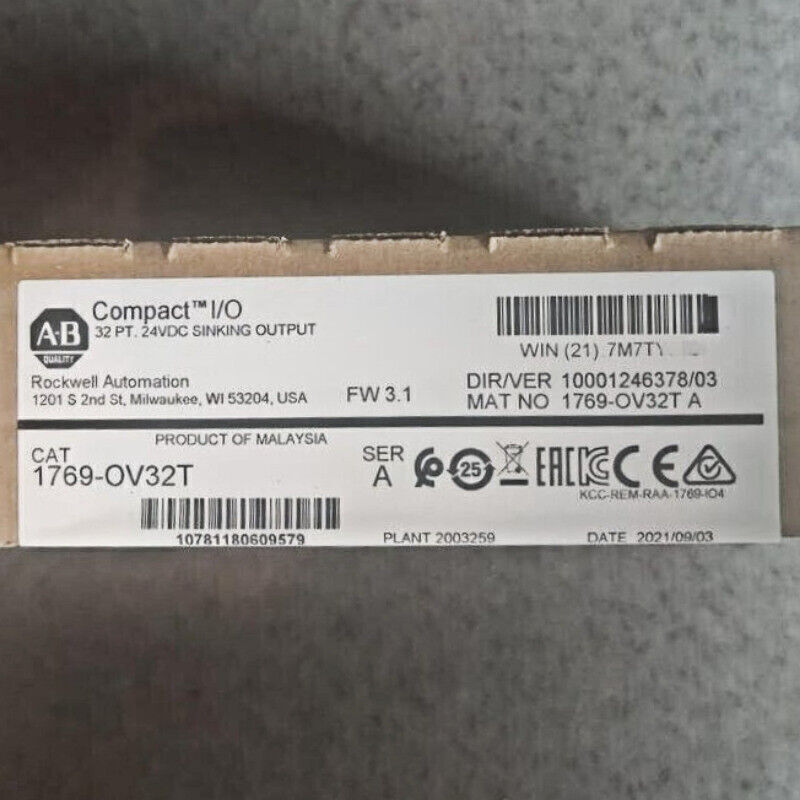 Compact™ I/O
32 PT. 24VDC SINKING OUTPUT
A·B
QUALITY
Rockwell Automation
1201 S 2nd St, Milwaukee, WI 53204, USA
FW 3.1
WIN (21) 7M7TY
DIR/VER 10001246378/03
MAT NO 1769-OV32T A
PRODUCT OF MALAYSIA
CAT
1769-OV32T
SER
A
25
EAC
CE
KCC-REM-RAA-1769-IO4
10781180609579
PLANT 2003259
DATE 2021/09/03